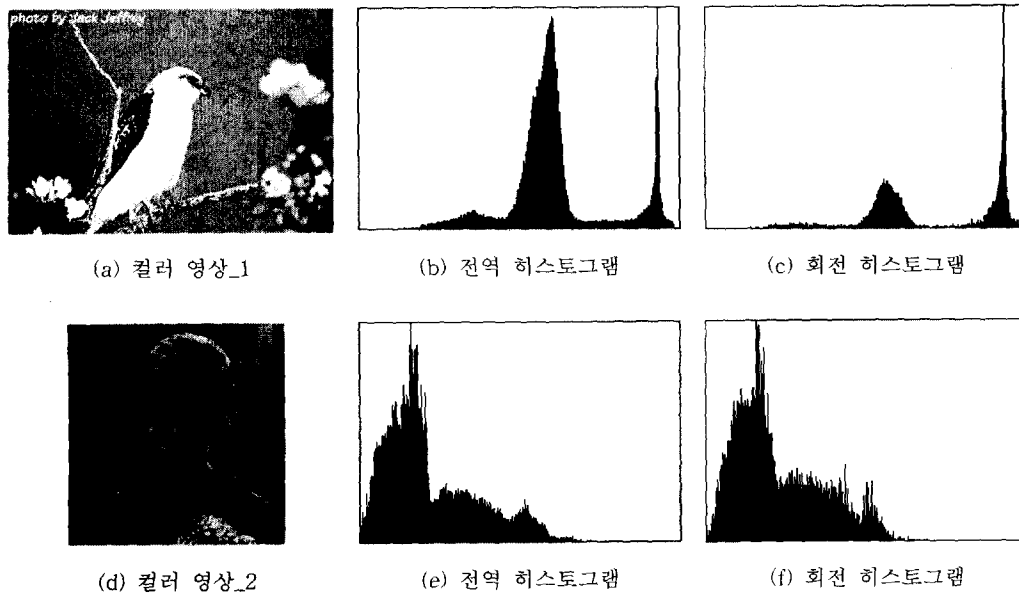 photo by Jack Jeffrey
(a) 컬러 영상_1
(b) 전역 히스토그램
(c) 회전 히스토그램
(d) 컬러 영상_2
(e) 전역 히스토그램
(f) 회전 히스토그램